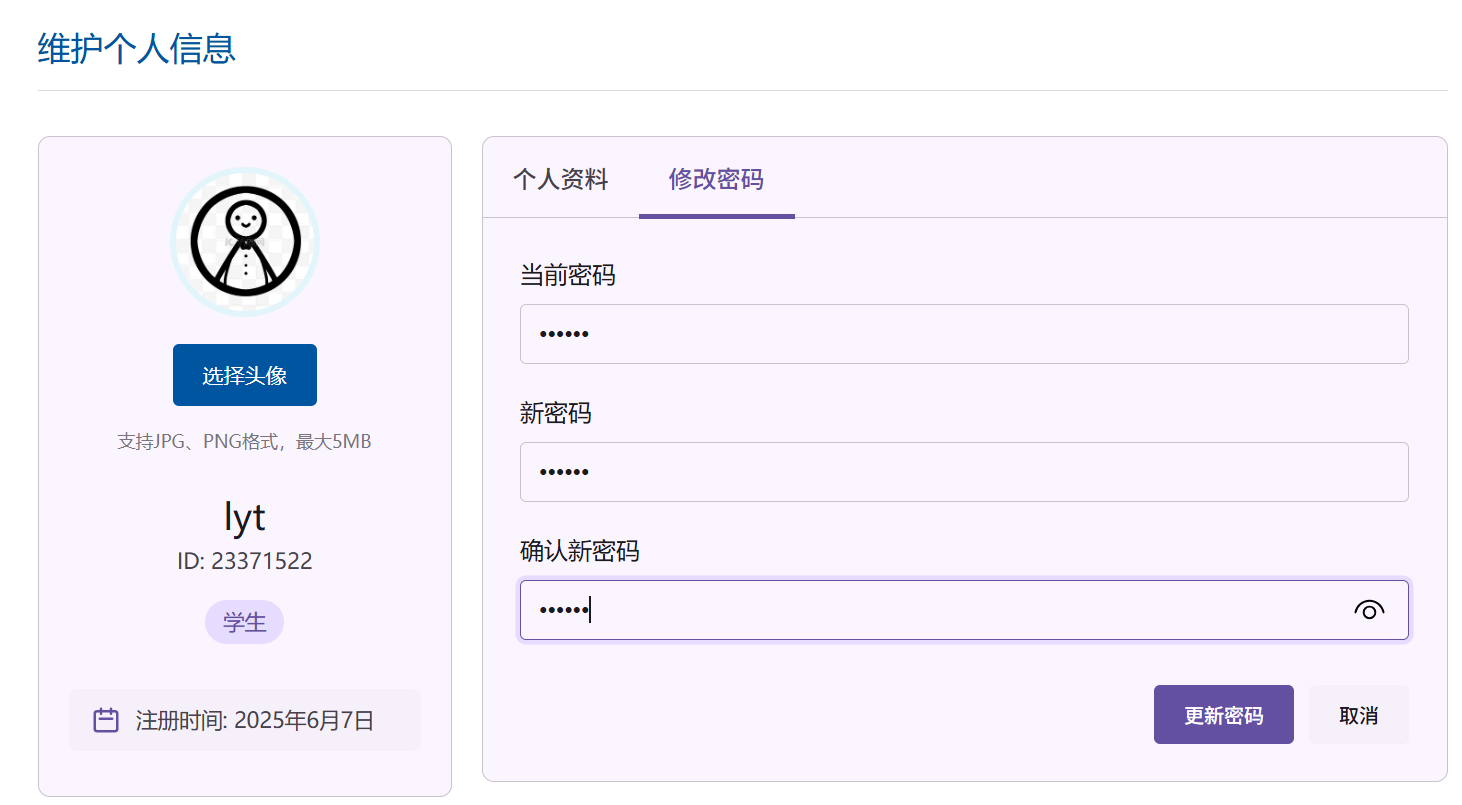 维护个人信息
选择头像
支持JPG、PNG格式，最大5MB
lyt
ID: 23371522
学生
注册时间: 2025年6月7日
个人资料
修改密码
当前密码
••••••
新密码
••••••
确认新密码
••••••
更新密码
取消